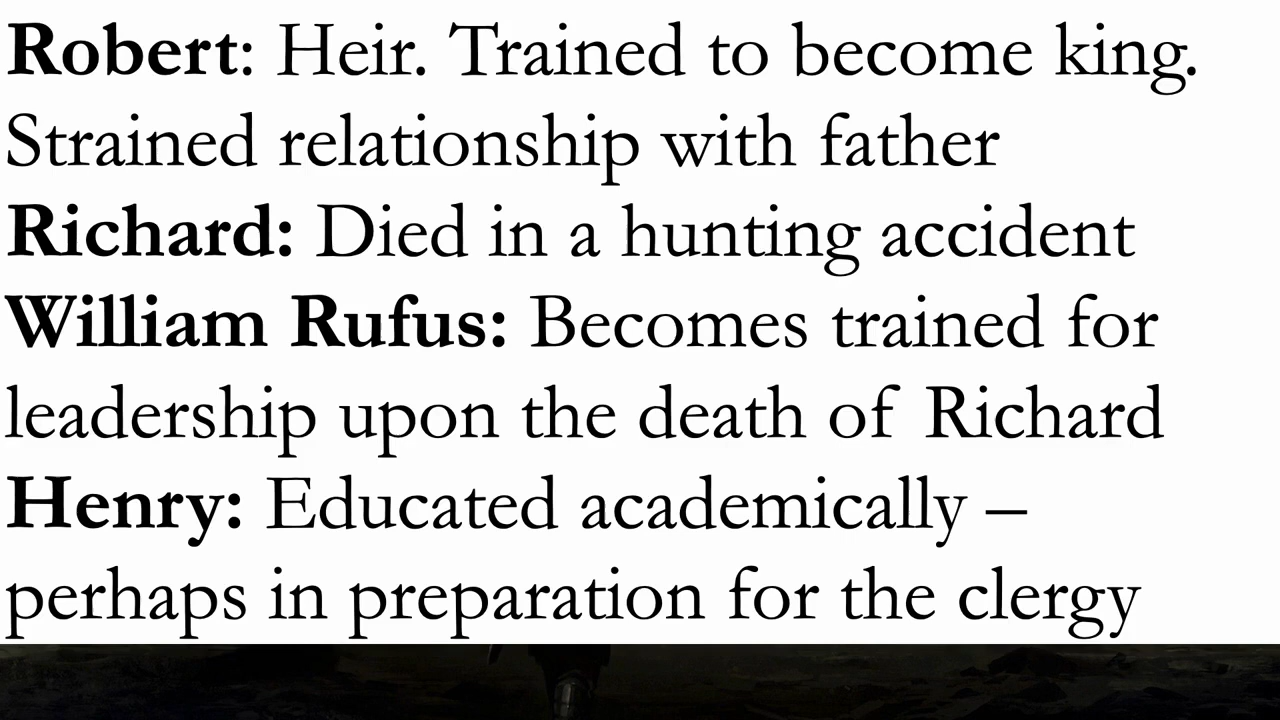 Robert: Heir. Trained to become king.
Strained relationship with father
Richard: Died in a hunting accident
William Rufus: Becomes trained for
leadership upon the death of Richard
Henry: Educated academically –
perhaps in preparation for the clergy